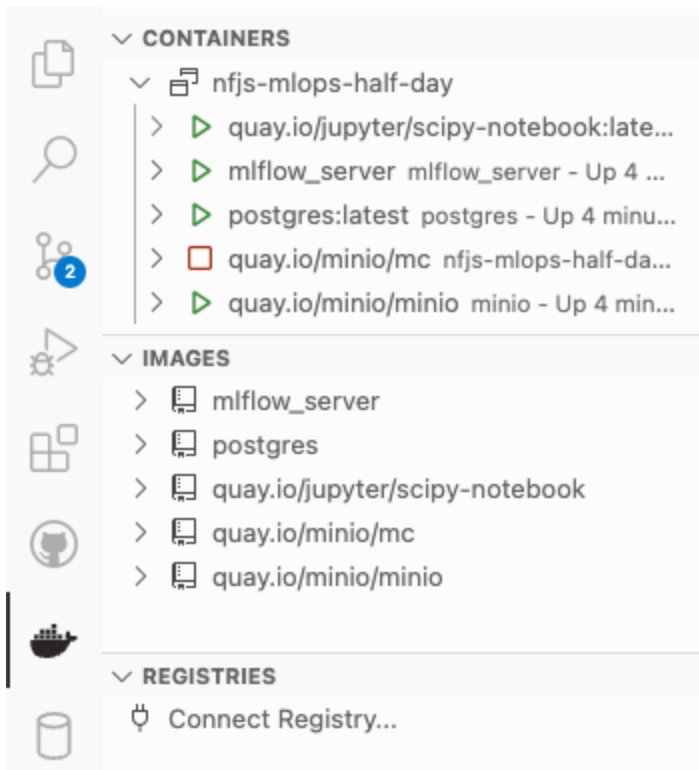 CONTAINERS
nfjs-mlops-half-day
quay.io/jupyter/scipy-notebook:late...
mlflow_server mlflow_server - Up 4 ...
postgres:latest postgres - Up 4 minu...
2
quay.io/minio/mc nfjs-mlops-half-da...
quay.io/minio/minio minio - Up 4 min...
IMAGES
mlflow_server
postgres
quay.io/jupyter/scipy-notebook
quay.io/minio/mc
quay.io/minio/minio
REGISTRIES
Connect Registry...